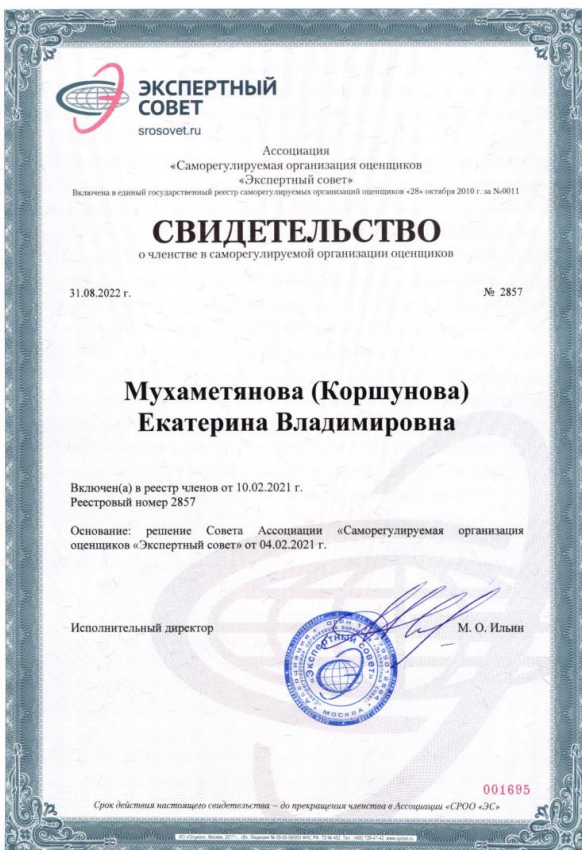 ЭКСПЕРТНЫЙ
СОВЕТ
srosovet.ru
Ассоциация
«Саморегулируемая организация оценщиков
«Экспертный совет»
Включена в единый государственный реестр саморегулируемых организаций оценщиков «28» октября 2010 г. за №0011
СВИДЕТЕЛЬСТВО
о членстве в саморегулируемой организации оценщиков
31.08.2022 г. № 2857
Мухаметянова (Коршунова)
Екатерина Владимировна
Включен(а) в реестр членов от 10.02.2021 г.
Реестровый номер 2857
Основание: решение Совета Ассоциации «Саморегулируемая организация
оценщиков «Экспертный совет» от 04.02.2021 г.
Исполнительный директор М. О. Ильин
«Экспертный совет»
МОСКВА
001695
Срок действия настоящего свидетельства – до прекращения членства в Ассоциации «СРОО «ЭС»